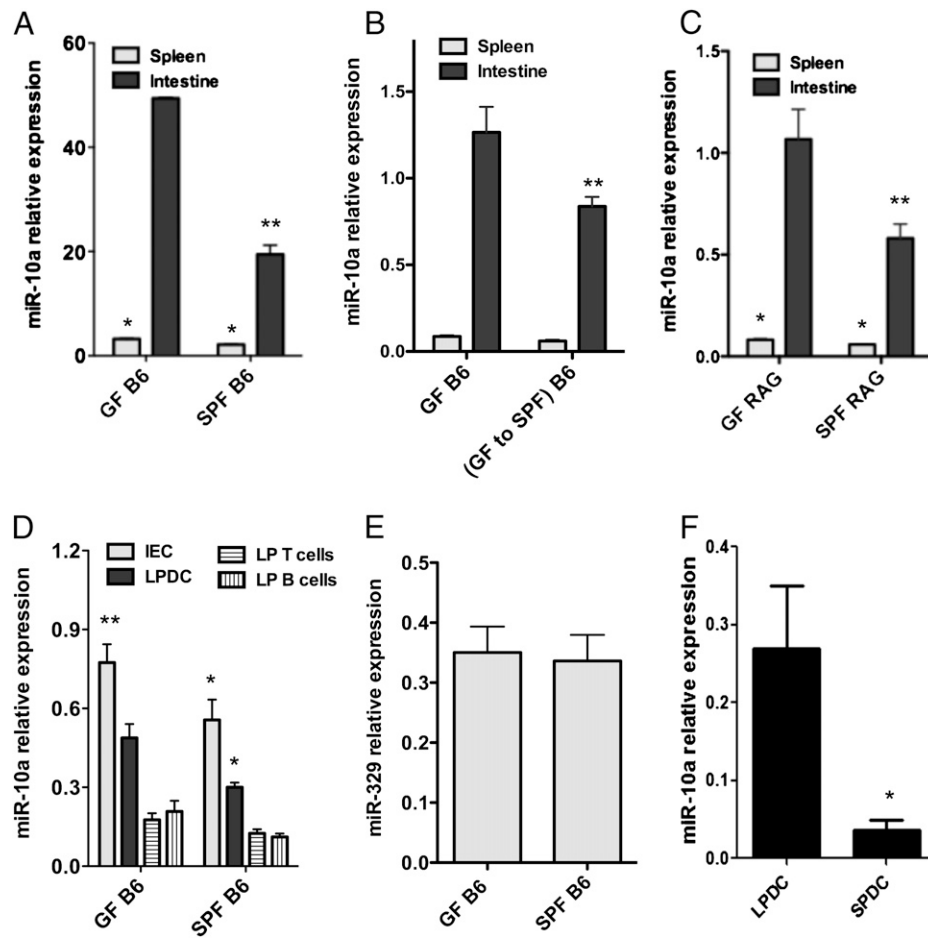 A
miR-10a relative expression
60
40
20
0
Spleen
Intestine
*
*
**
GF B6
SPF B6
B
miR-10a relative expression
1.5
1.0
0.5
0.0
Spleen
Intestine
**
GF B6
(GF to SPF) B6
C
miR-10a relative expression
1.5
1.0
0.5
0.0
Spleen
Intestine
*
*
**
GF RAG
SPF RAG
D
miR-10a relative expression
1.2
0.9
0.6
0.3
0.0
IEC
LPDC
LP T cells
LP B cells
**
*
*
GF B6
SPF B6
E
miR-329 relative expression
0.5
0.4
0.3
0.2
0.1
0.0
GF B6
SPF B6
F
miR-10a relative expression
0.4
0.3
0.2
0.1
0.0
*
LPDC
SPDC